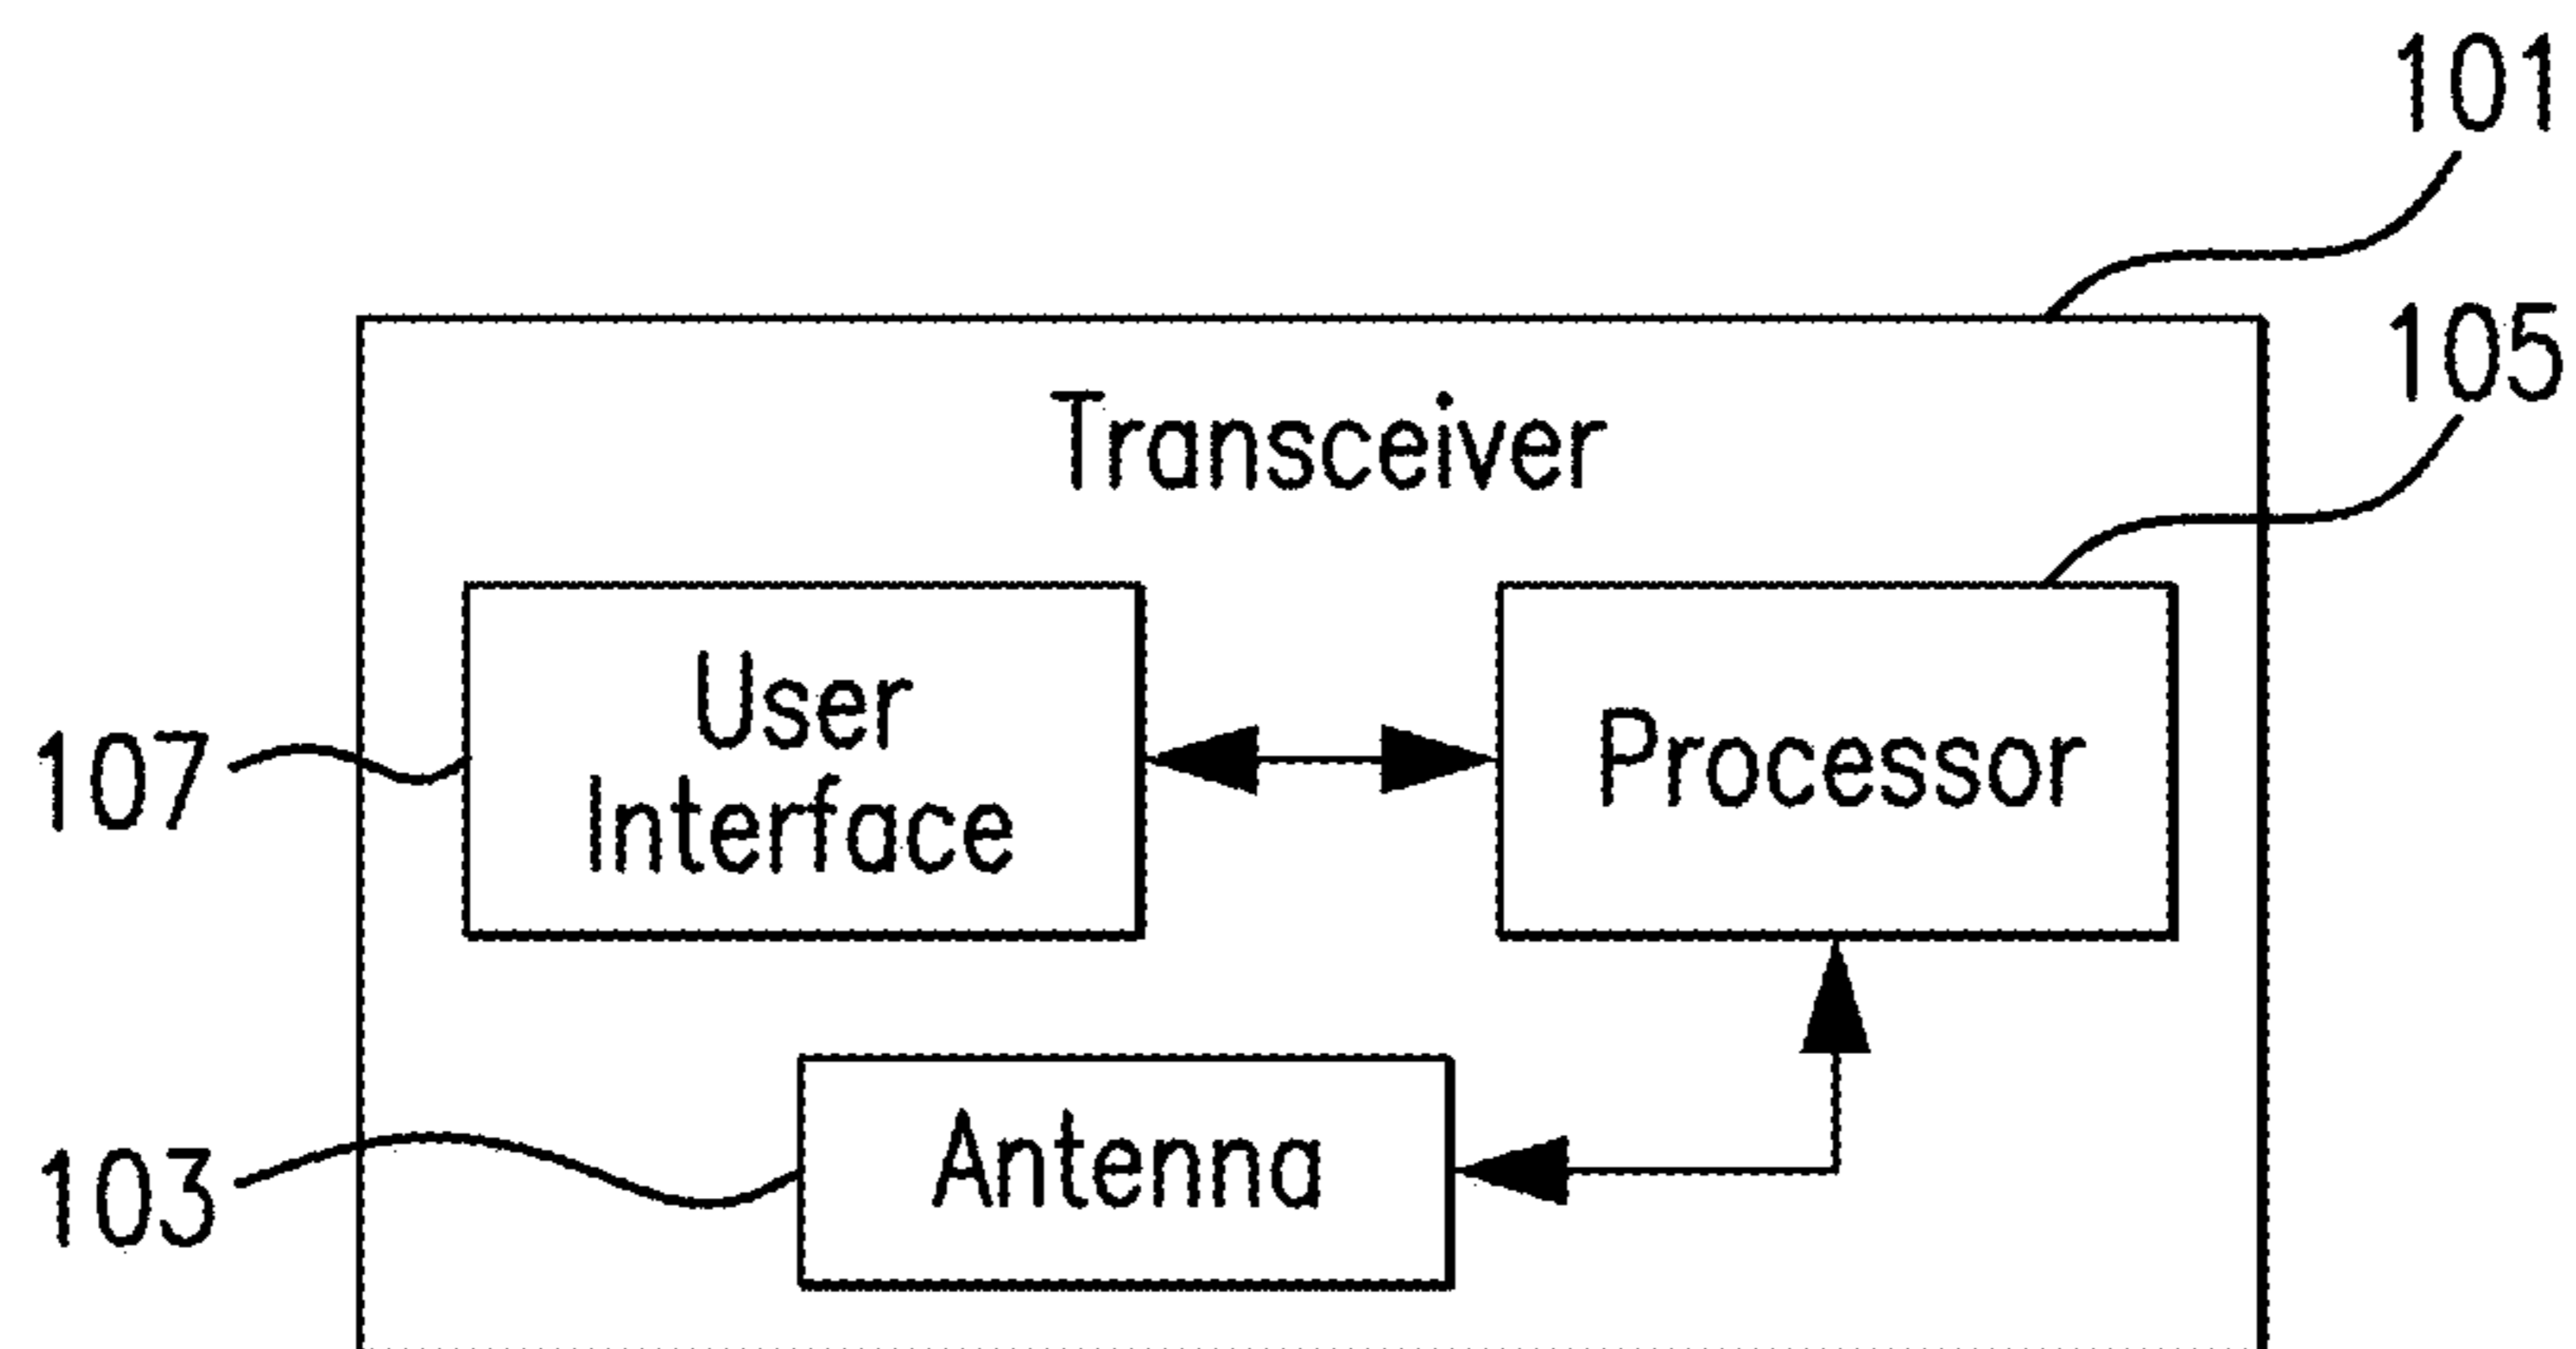 101
105
Transceiver
User
Interface
Processor
107
Antenna
103